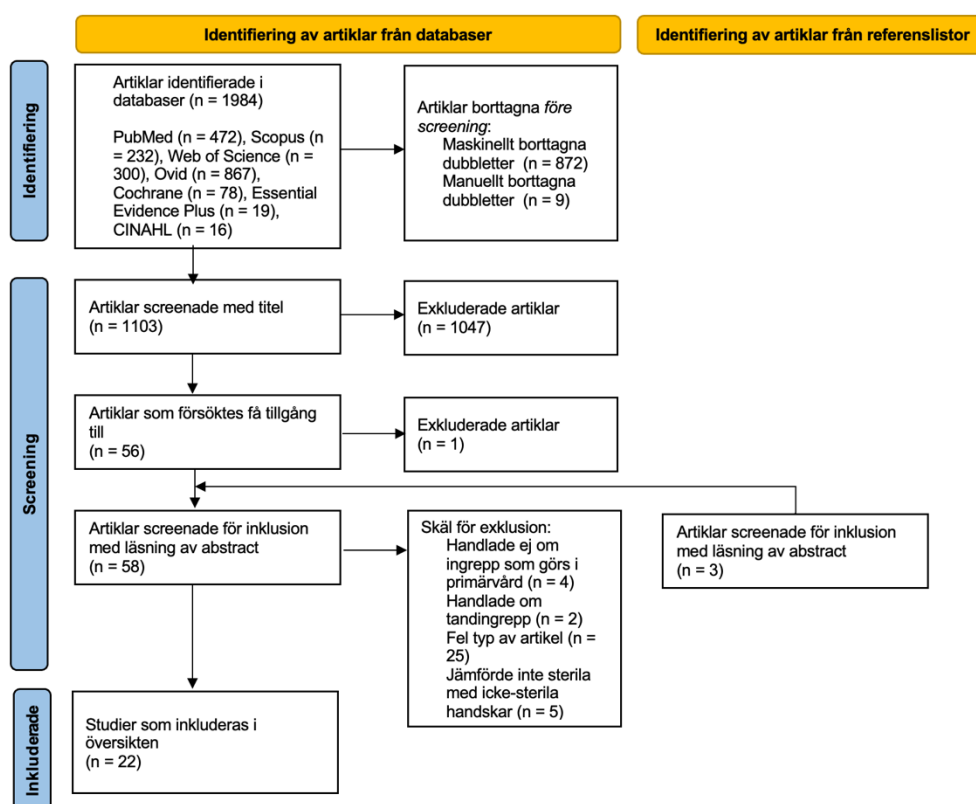 Identifiering av artiklar från databaser
Identifiering av artiklar från referenslistor
Identifiering
Artiklar identifierade i
databaser (n = 1984)
PubMed (n = 472), Scopus (n
= 232), Web of Science (n =
300), Ovid (n = 867),
Cochrane (n = 78), Essential
Evidence Plus (n = 19),
CINAHL (n = 16)
Artiklar borttagna före
screening:
Maskinellt borttagna
dubbletter (n = 872)
Manuellt borttagna
dubbletter (n = 9)
Screening
Artiklar screenade med titel
(n = 1103)
Exkluderade artiklar
(n = 1047)
Artiklar som försöktes få tillgång
till
(n = 56)
Exkluderade artiklar
(n = 1)
Artiklar screenade för inklusion
med läsning av abstract
(n = 58)
Skäl för exklusion:
Handlade ej om
ingrepp som görs i
primärvård (n = 4)
Handlade om
tandingrepp (n = 2)
Fel typ av artikel (n =
25)
Jämförde inte sterila
med icke-sterila
handskar (n = 5)
Artiklar screenade för inklusion
med läsning av abstract
(n = 3)
Inkluderade
Studier som inkluderas i
översikten
(n = 22)